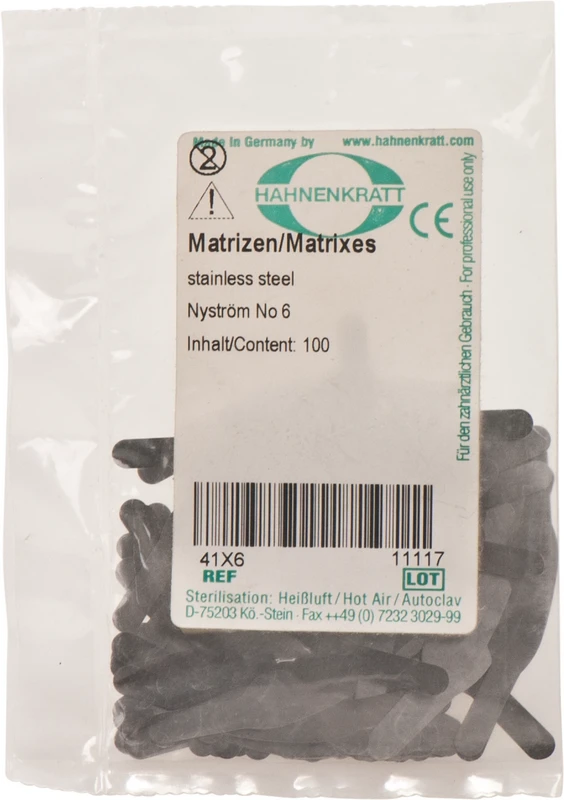 Made in Germany by www.hahnenkratt.com
2
HAHNENKRATT
CE
Matrizen/Matrixes
stainless steel
Nyström No 6
Inhalt/Content: 100
Für den zahnärztlichen Gebrauch · For professional use only
41X6 11117
REF LOT
Sterilisation: Heißluft / Hot Air / Autoclav
D-75203 Kö.-Stein · Fax ++49 (0) 7232 3029-99